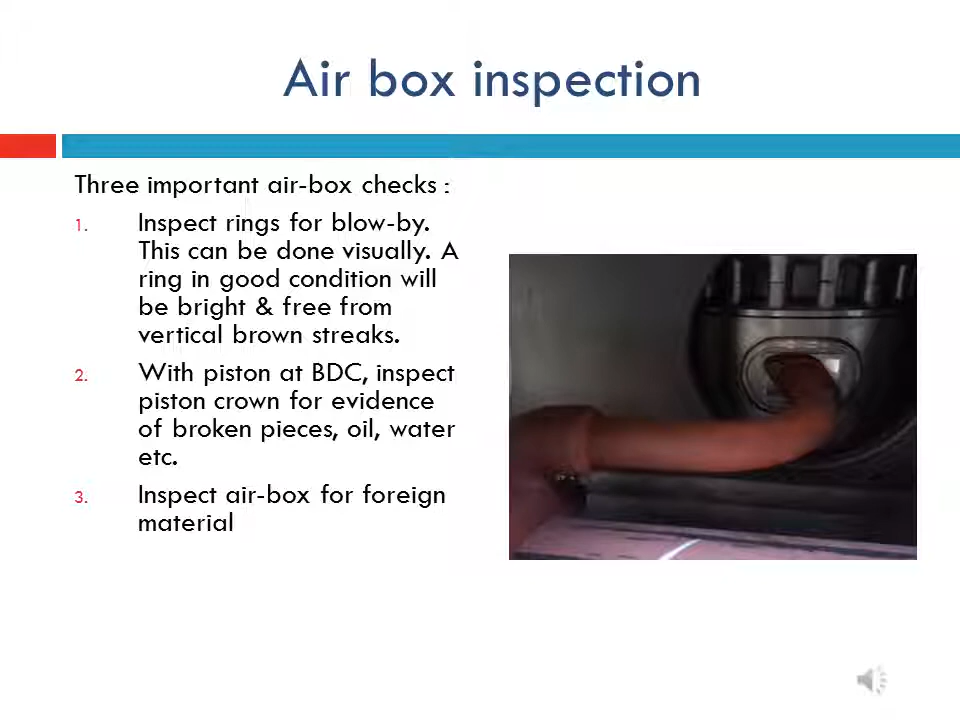 Air box inspection
Three important air-box checks :
1. Inspect rings for blow-by.
This can be done visually. A
ring in good condition will
be bright & free from
vertical brown streaks.
2. With piston at BDC, inspect
piston crown for evidence
of broken pieces, oil, water
etc.
3. Inspect air-box for foreign
material